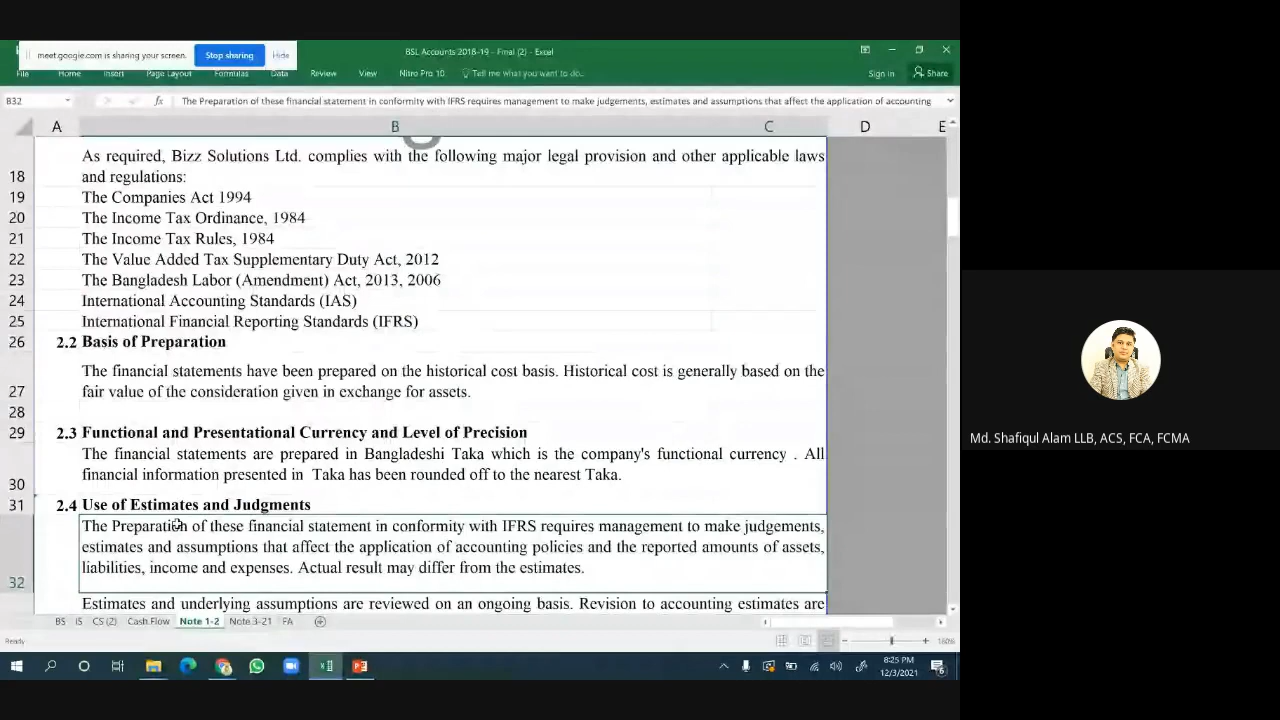 meet.google.com is sharing your screen.
Stop sharing
Hide
BSL Accounts 2018-19 - Final (2) - Excel
File Home Insert Page Layout Formulas Data Review View Nitro Pro 10 Tell me what you want to do... Sign in Share
B32 fx The Preparation of these financial statement in conformity with IFRS requires management to make judgements, estimates and assumptions that affect the application of accounting
A B C D E
As required, Bizz Solutions Ltd. complies with the following major legal provision and other applicable laws
18 and regulations:
19 The Companies Act 1994
20 The Income Tax Ordinance, 1984
21 The Income Tax Rules, 1984
22 The Value Added Tax Supplementary Duty Act, 2012
23 The Bangladesh Labor (Amendment) Act, 2013, 2006
24 International Accounting Standards (IAS)
25 International Financial Reporting Standards (IFRS)
26 2.2 Basis of Preparation
The financial statements have been prepared on the historical cost basis. Historical cost is generally based on the
27 fair value of the consideration given in exchange for assets.
28
29 2.3 Functional and Presentational Currency and Level of Precision
The financial statements are prepared in Bangladeshi Taka which is the company's functional currency . All
30 financial information presented in Taka has been rounded off to the nearest Taka.
31 2.4 Use of Estimates and Judgments
The Preparation of these financial statement in conformity with IFRS requires management to make judgements,
estimates and assumptions that affect the application of accounting policies and the reported amounts of assets,
32 liabilities, income and expenses. Actual result may differ from the estimates.
Estimates and underlying assumptions are reviewed on an ongoing basis. Revision to accounting estimates are
BS IS CS (2) Cash Flow Note 1-2 Note 3-21 FA
Ready 160%
8:25 PM
12/3/2021
6
Md. Shafiqul Alam LLB, ACS, FCA, FCMA